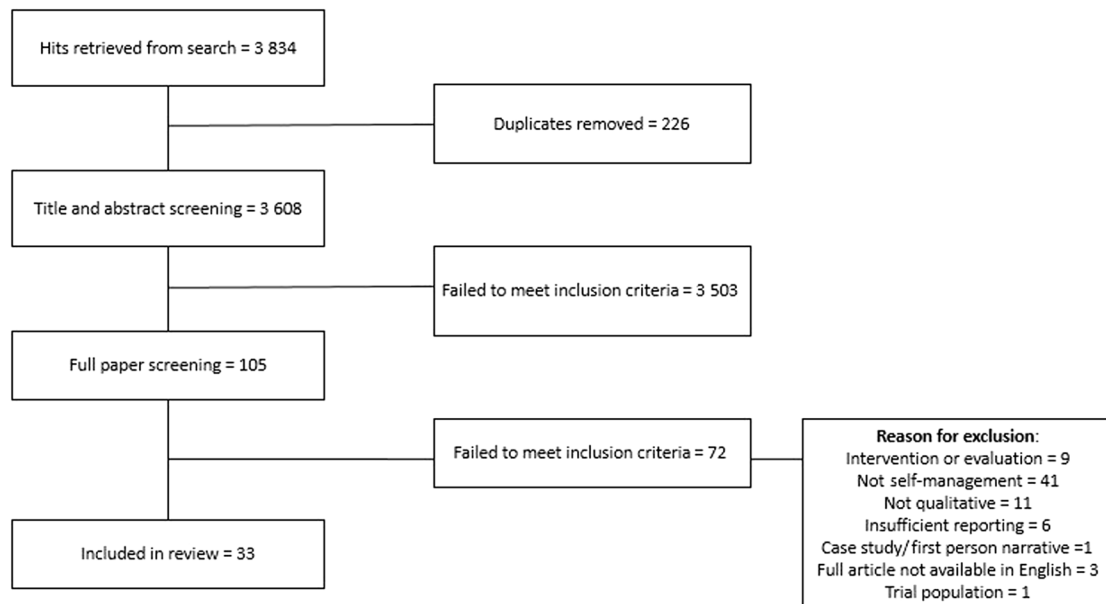 Hits retrieved from search = 3 834
Duplicates removed = 226
Title and abstract screening = 3 608
Failed to meet inclusion criteria = 3 503
Full paper screening = 105
Failed to meet inclusion criteria = 72
Reason for exclusion:
Intervention or evaluation = 9
Not self-management = 41
Not qualitative = 11
Insufficient reporting = 6
Case study/first person narrative =1
Full article not available in English = 3
Trial population = 1
Included in review = 33